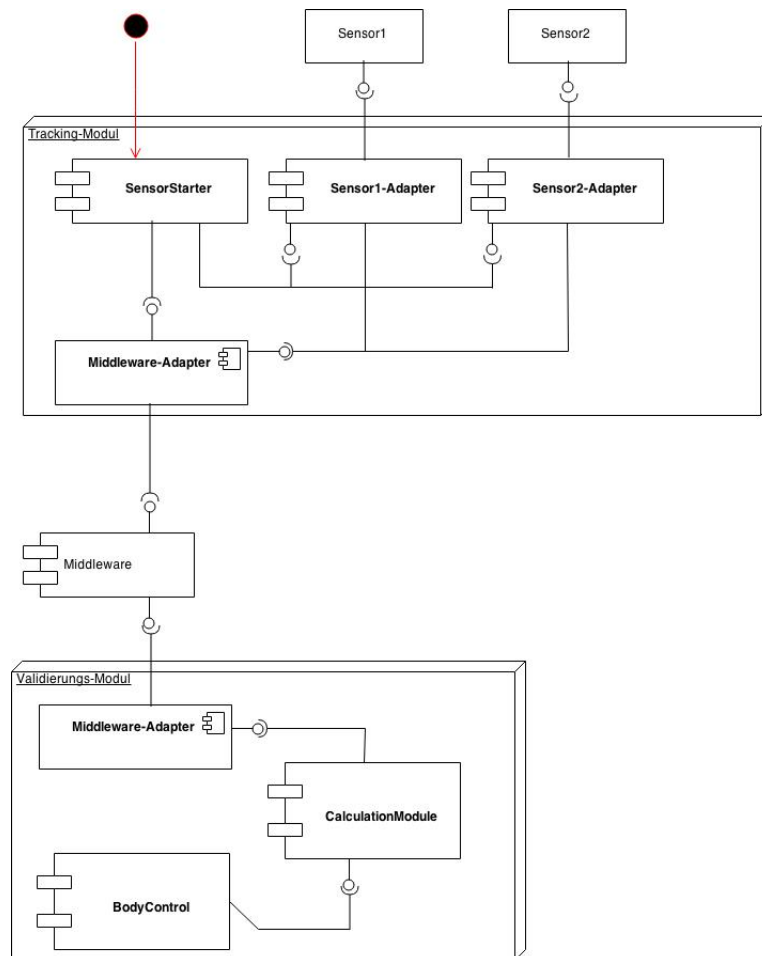 Sensor1
Sensor2
Tracking-Modul
SensorStarter
Sensor1-Adapter
Sensor2-Adapter
Middleware-Adapter
Middleware
Validierungs-Modul
Middleware-Adapter
CalculationModule
BodyControl